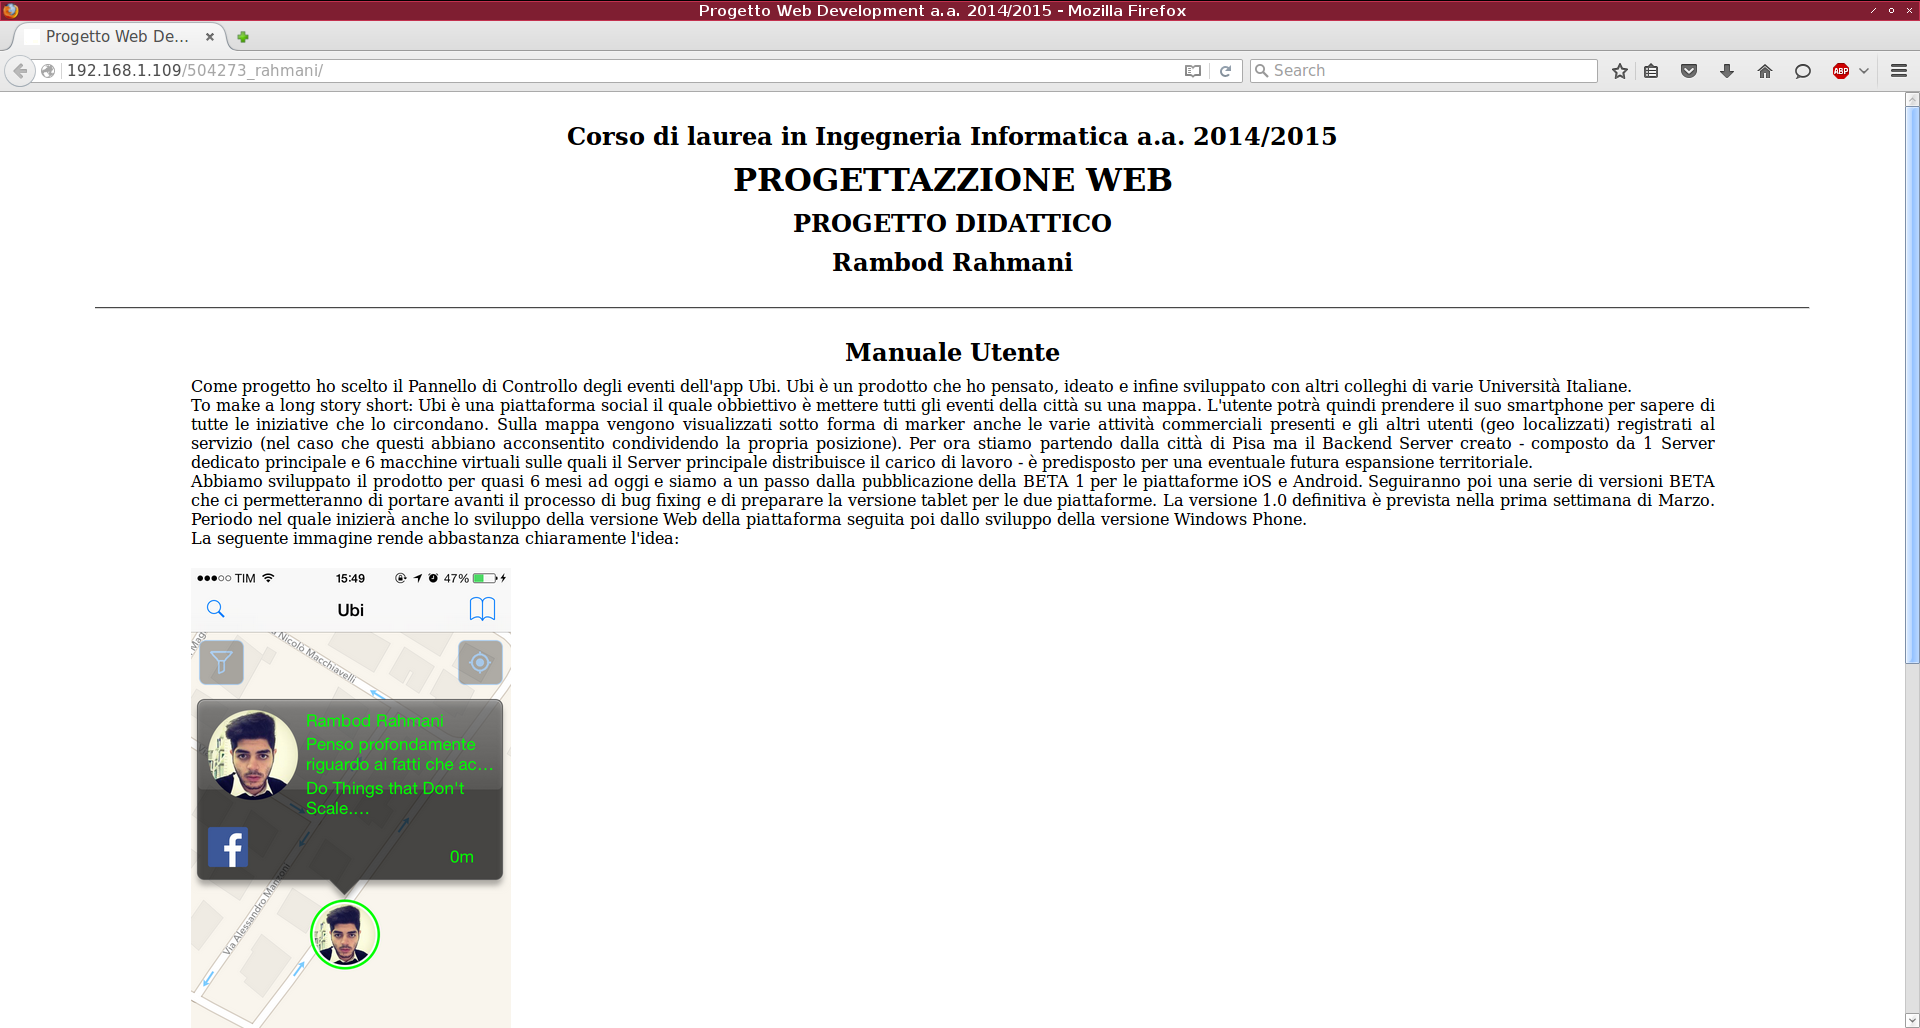 Progetto Web Development a.a. 2014/2015 - Mozilla Firefox
Progetto Web De...
192.168.1.109/504273_rahmani/
Search
ABP
Corso di laurea in Ingegneria Informatica a.a. 2014/2015
PROGETTAZZIONE WEB
PROGETTO DIDATTICO
Rambod Rahmani
Manuale Utente
Come progetto ho scelto il Pannello di Controllo degli eventi dell'app Ubi. Ubi è un prodotto che ho pensato, ideato e infine sviluppato con altri colleghi di varie Università Italiane.
To make a long story short: Ubi è una piattaforma social il quale obbiettivo è mettere tutti gli eventi della città su una mappa. L'utente potrà quindi prendere il suo smartphone per sapere di
tutte le iniziative che lo circondano. Sulla mappa vengono visualizzati sotto forma di marker anche le varie attività commerciali presenti e gli altri utenti (geo localizzati) registrati al
servizio (nel caso che questi abbiano acconsentito condividendo la propria posizione). Per ora stiamo partendo dalla città di Pisa ma il Backend Server creato - composto da 1 Server
dedicato principale e 6 macchine virtuali sulle quali il Server principale distribuisce il carico di lavoro - è predisposto per una eventuale futura espansione territoriale.
Abbiamo sviluppato il prodotto per quasi 6 mesi ad oggi e siamo a un passo dalla pubblicazione della BETA 1 per le piattaforme iOS e Android. Seguiranno poi una serie di versioni BETA
che ci permetteranno di portare avanti il processo di bug fixing e di preparare la versione tablet per le due piattaforme. La versione 1.0 definitiva è prevista nella prima settimana di Marzo.
Periodo nel quale inizierà anche lo sviluppo della versione Web della piattaforma seguita poi dallo sviluppo della versione Windows Phone.
La seguente immagine rende abbastanza chiaramente l'idea:
TIM 15:49 47%
Ubi
Nicolò Macchiavelli
Rambod Rahmani
Penso profondamente
riguardo ai fatti che ac...
Do Things that Don't
Scale....
f
0m
Via Alessandro Manzoni